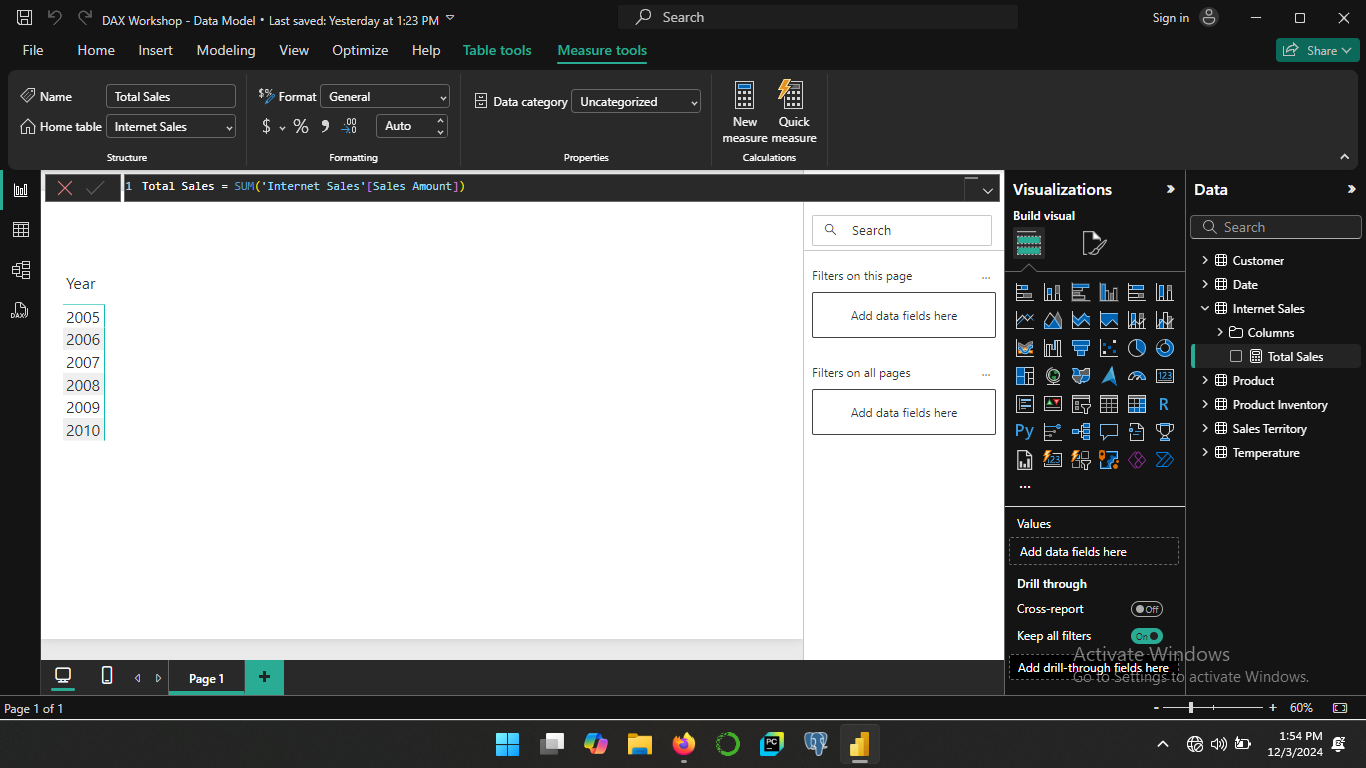 DAX Workshop - Data Model • Last saved: Yesterday at 1:23 PM
Search
Sign in
File Home Insert Modeling View Optimize Help Table tools Measure tools
Share
Name Total Sales
Home table Internet Sales
Structure
$% Format General
$ % 9 .00 Auto
Formatting
Data category Uncategorized
Properties
New measure
Quick measure
Calculations
1 Total Sales = SUM('Internet Sales'[Sales Amount])
Year
2005
2006
2007
2008
2009
2010
Search
Filters on this page ...
Add data fields here
Filters on all pages ...
Add data fields here
Visualizations
Build visual
123
R
Py
123
...
Values
Add data fields here
Drill through
Cross-report Off
Keep all filters On
Add drill-through fields here
Data
Search
Customer
Date
Internet Sales
Columns
Total Sales
Product
Product Inventory
Sales Territory
Temperature
Activate Windows
Go to Settings to activate Windows.
DAX
Page 1 +
Page 1 of 1
- + 60%
PC
1:54 PM
12/3/2024